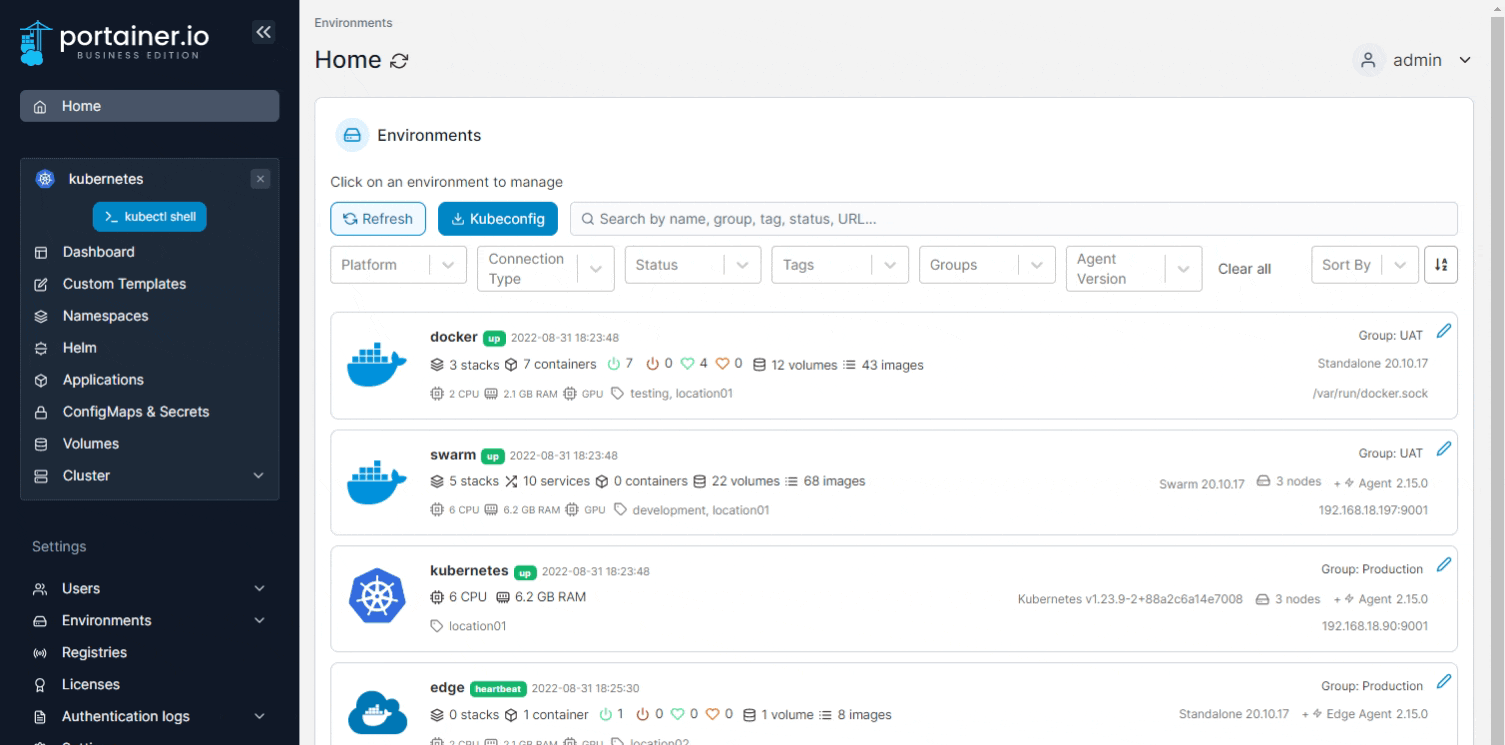 portainer.io
BUSINESS EDITION
Home
kubernetes
kubectl shell
Dashboard
Custom Templates
Namespaces
Helm
Applications
ConfigMaps & Secrets
Volumes
Cluster
Settings
Users
Environments
Registries
Licenses
Authentication logs
Environments
Home
admin
Environments
Click on an environment to manage
Refresh Kubeconfig Search by name, group, tag, status, URL...
Platform Connection Type Status Tags Groups Agent Version Clear all Sort By
docker up 2022-08-31 18:23:48 Group: UAT
3 stacks 7 containers 7 0 4 0 12 volumes 43 images Standalone 20.10.17
2 CPU 2.1 GB RAM GPU testing, location01 /var/run/docker.sock
swarm up 2022-08-31 18:23:48 Group: UAT
5 stacks 10 services 0 containers 22 volumes 68 images Swarm 20.10.17 3 nodes + Agent 2.15.0
6 CPU 6.2 GB RAM GPU development, location01 192.168.18.197:9001
kubernetes up 2022-08-31 18:23:48 Group: Production
6 CPU 6.2 GB RAM Kubernetes v1.23.9-2+88a2c6a14e7008 3 nodes + Agent 2.15.0
location01 192.168.18.90:9001
edge heartbeat 2022-08-31 18:25:30 Group: Production
0 stacks 1 container 1 0 0 0 1 volume 8 images Standalone 20.10.17 + Edge Agent 2.15.0
2 CPU 2.1 GB RAM GPU location02